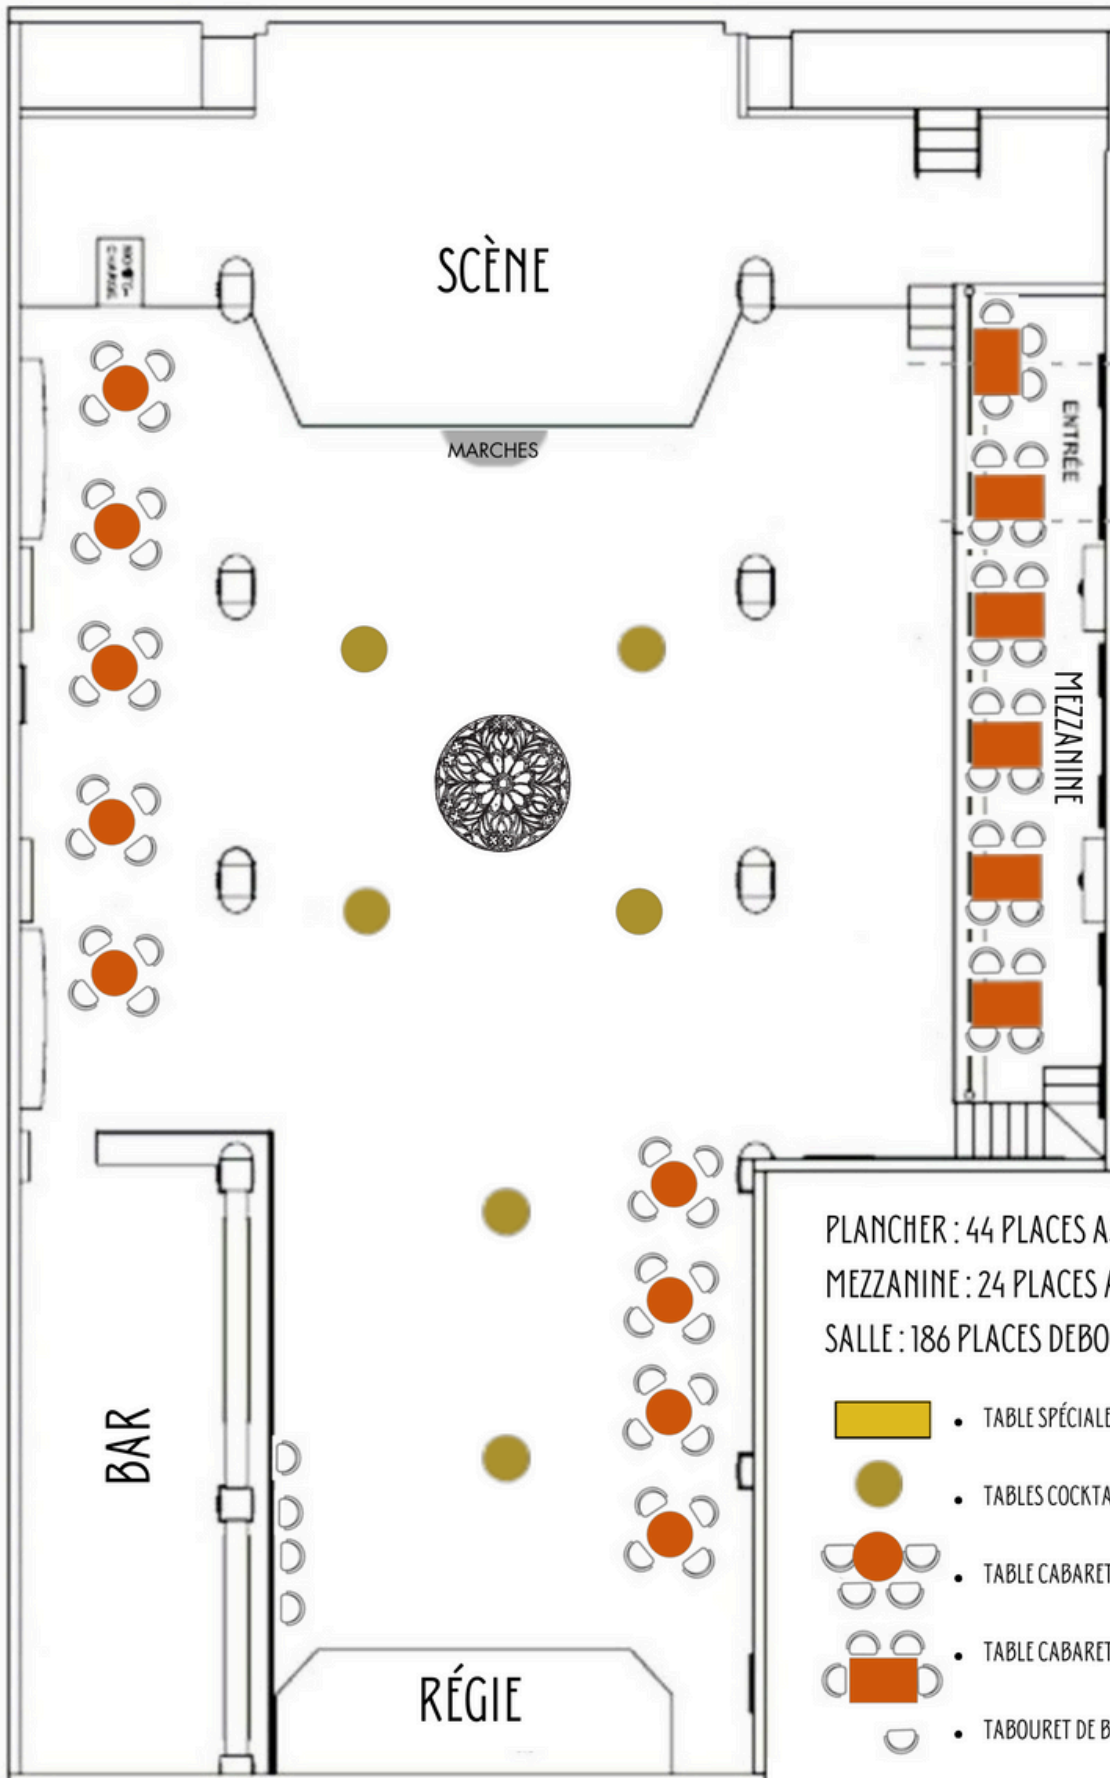 SCÈNE
MARCHES
ENTRÉE
MEZZANINE
PLANCHER : 44 PLACES A
MEZZANINE : 24 PLACES A
SALLE : 186 PLACES DEBO
BAR
• TABLE SPÉCIALE
• TABLES COCKTA
• TABLE CABARET
• TABLE CABARET
• TABOURET DE B
RÉGIE